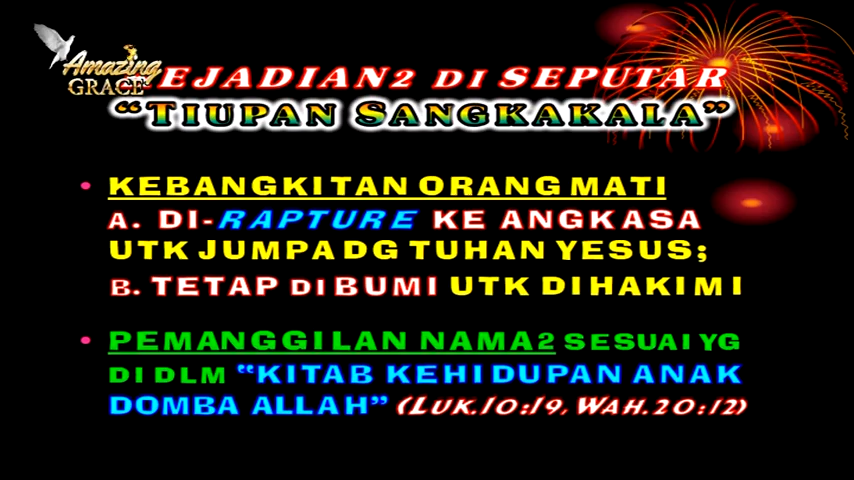 Amazing
GRACE
EJADIAN2 DI SEPUTAR
“TIUPAN SANGKAKALA”
• KEBANGKITAN ORANG MATI
A. DI-RAPTURE KE ANGKASA
UTK JUMPA DG TUHAN YESUS;
B. TETAP DI BUMI UTK DIHAKIMI
• PEMANGGILAN NAMA2 SESUAI YG
DI DLM “KITAB KEHIDUPAN ANAK
DOMBA ALLAH” (LUK.10:19, WAH.20:12)